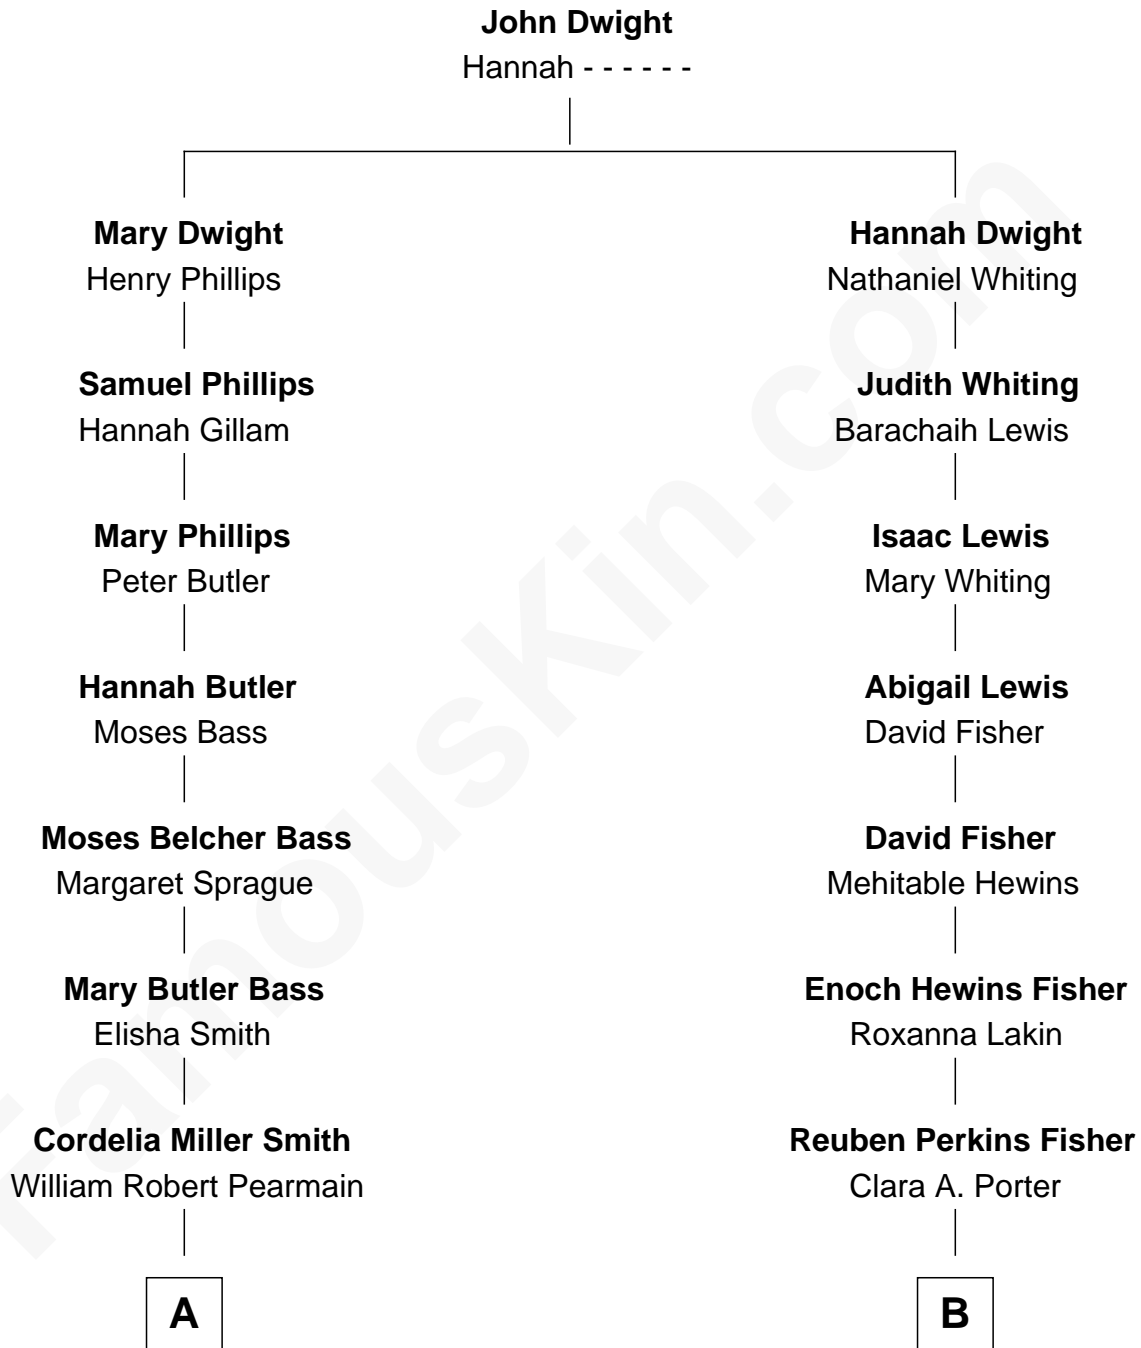 John Dwight
Hannah - - - - - -
Mary Dwight
Henry Phillips
Hannah Dwight
Nathaniel Whiting
Samuel Phillips
Hannah Gillam
Judith Whiting
Barachaih Lewis
Mary Phillips
Peter Butler
Isaac Lewis
Mary Whiting
Hannah Butler
Moses Bass
Abigail Lewis
David Fisher
Moses Belcher Bass
Margaret Sprague
David Fisher
Mehitable Hewins
Mary Butler Bass
Elisha Smith
Enoch Hewins Fisher
Roxanna Lakin
Cordelia Miller Smith
William Robert Pearmain
Reuben Perkins Fisher
Clara A. Porter
A
B
FamousKin.com